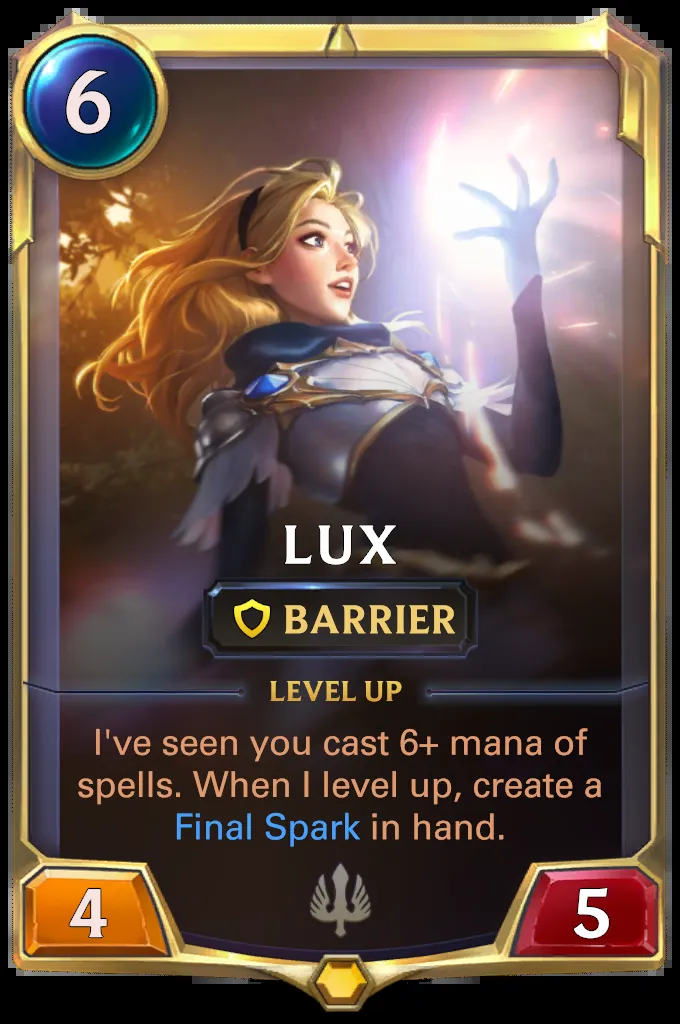 6
LUX
BARRIER
LEVEL UP
I've seen you cast 6+ mana of
spells. When I level up, create a
Final Spark in hand.
4
5